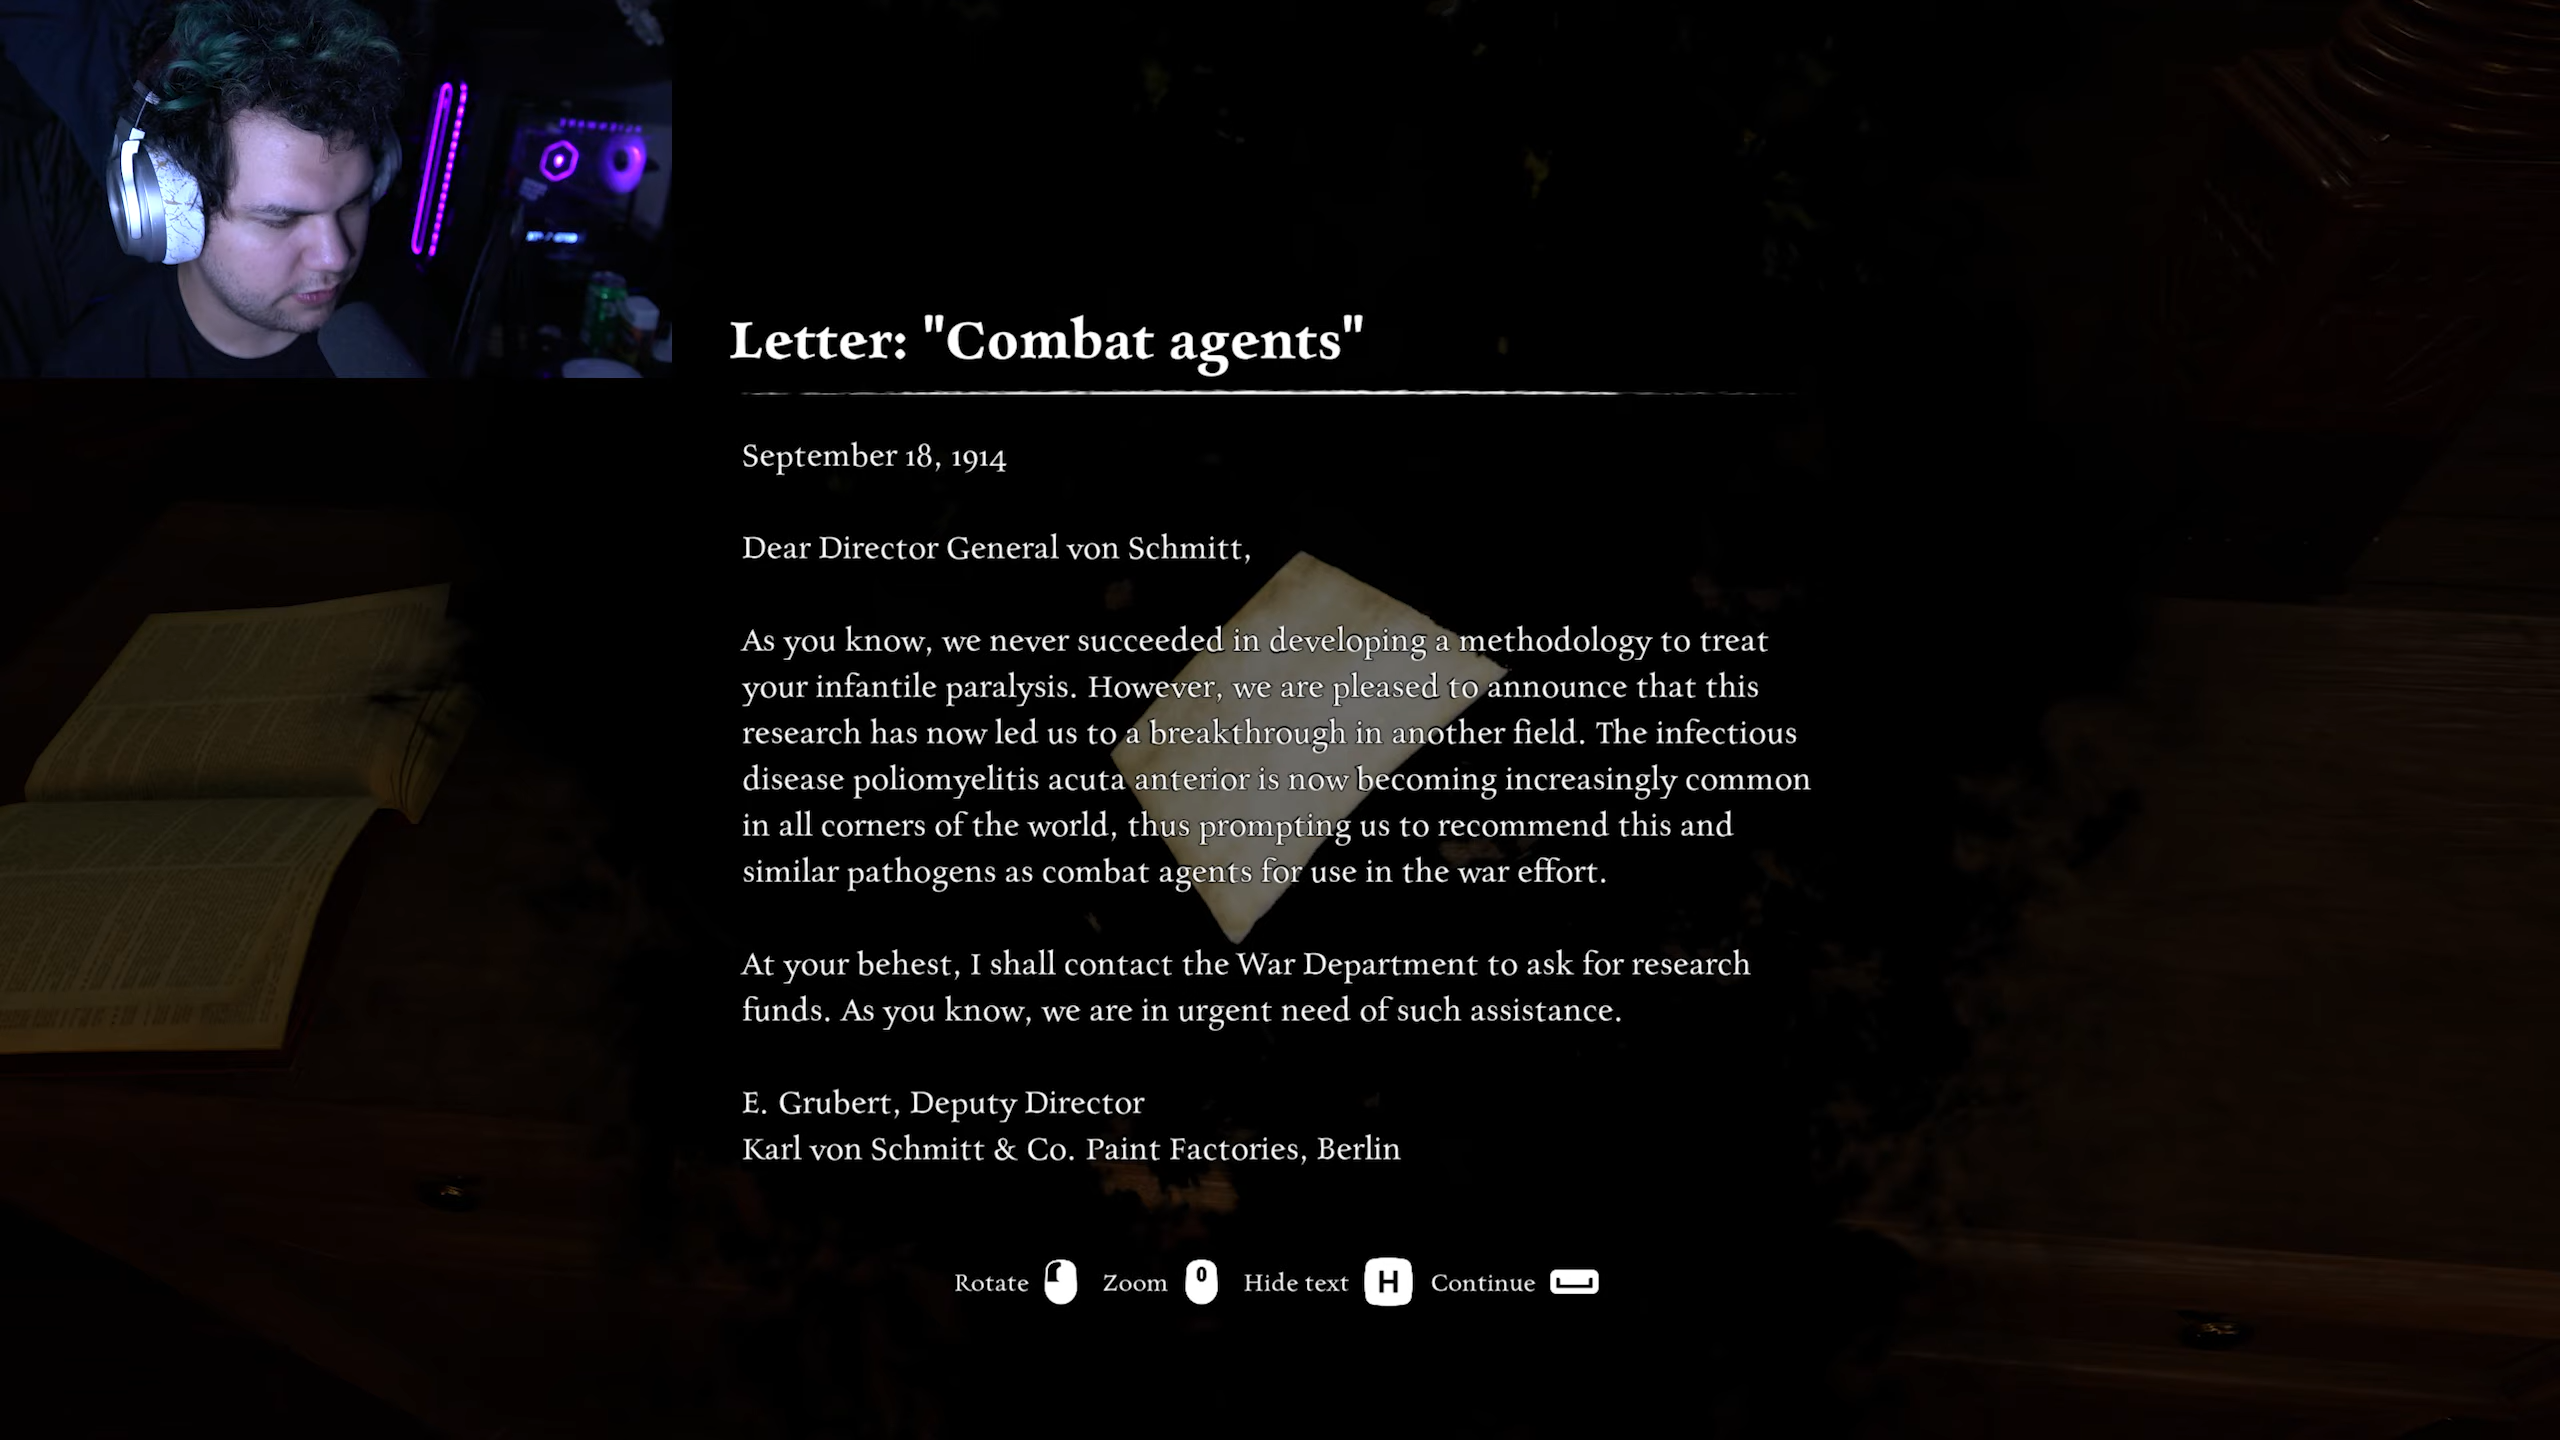 Letter: "Combat agents"
September 18, 1914
Dear Director General von Schmitt,
As you know, we never succeeded in developing a methodology to treat
your infantile paralysis. However, we are pleased to announce that this
research has now led us to a breakthrough in another field. The infectious
disease poliomyelitis acuta anterior is now becoming increasingly common
in all corners of the world, thus prompting us to recommend this and
similar pathogens as combat agents for use in the war effort.
At your behest, I shall contact the War Department to ask for research
funds. As you know, we are in urgent need of such assistance.
E. Grubert, Deputy Director
Karl von Schmitt & Co. Paint Factories, Berlin
Rotate Zoom 0 Hide text H Continue